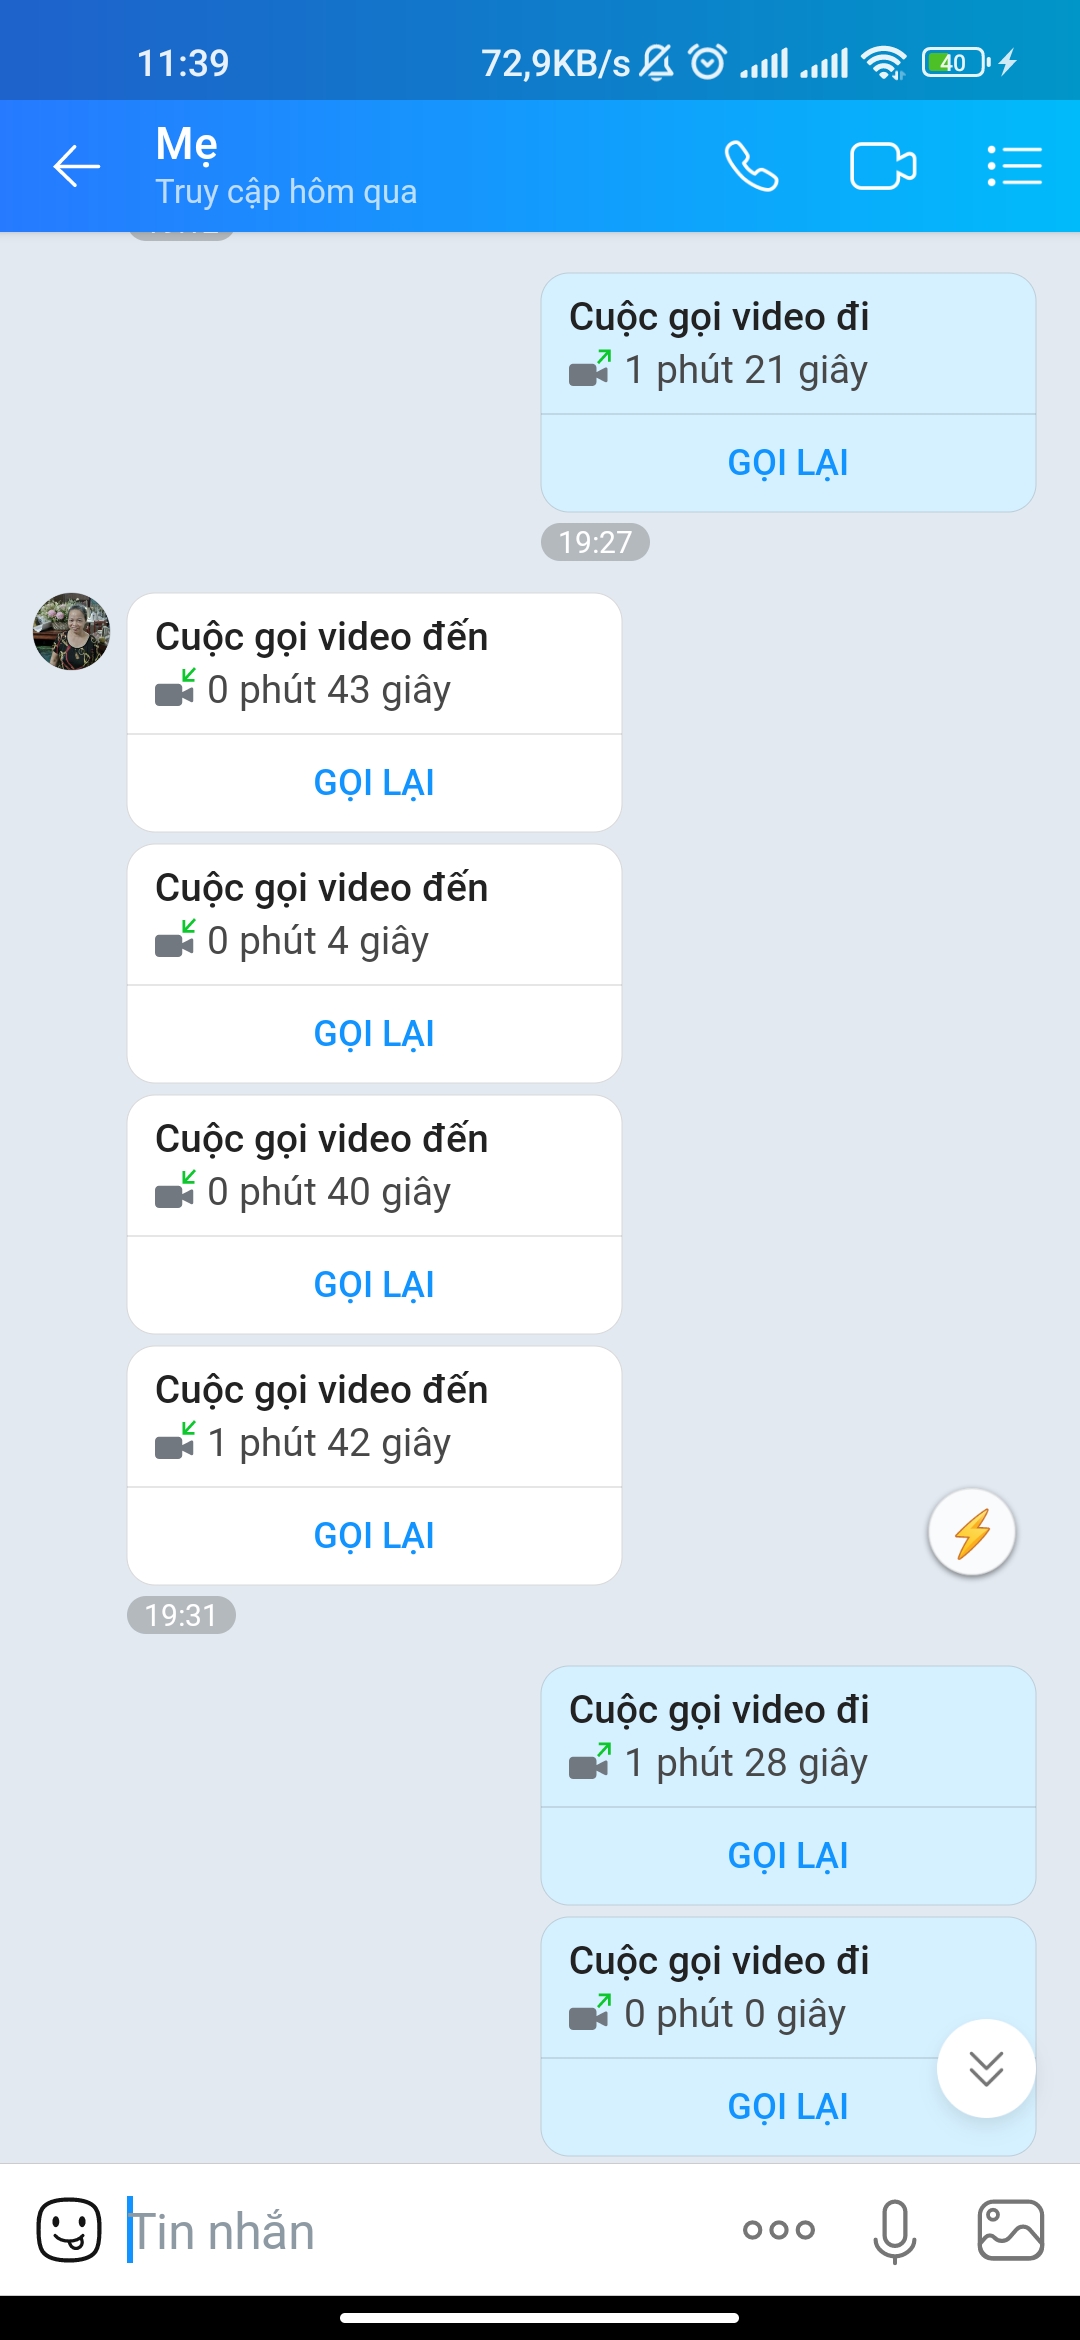 11:39
72,9KB/s
40
Mẹ
Truy cập hôm qua
Cuộc gọi video đi
1 phút 21 giây
GỌI LẠI
19:27
Cuộc gọi video đến
0 phút 43 giây
GỌI LẠI
Cuộc gọi video đến
0 phút 4 giây
GỌI LẠI
Cuộc gọi video đến
0 phút 40 giây
GỌI LẠI
Cuộc gọi video đến
1 phút 42 giây
GỌI LẠI
19:31
Cuộc gọi video đi
1 phút 28 giây
GỌI LẠI
Cuộc gọi video đi
0 phút 0 giây
GỌI LẠI
Tin nhắn